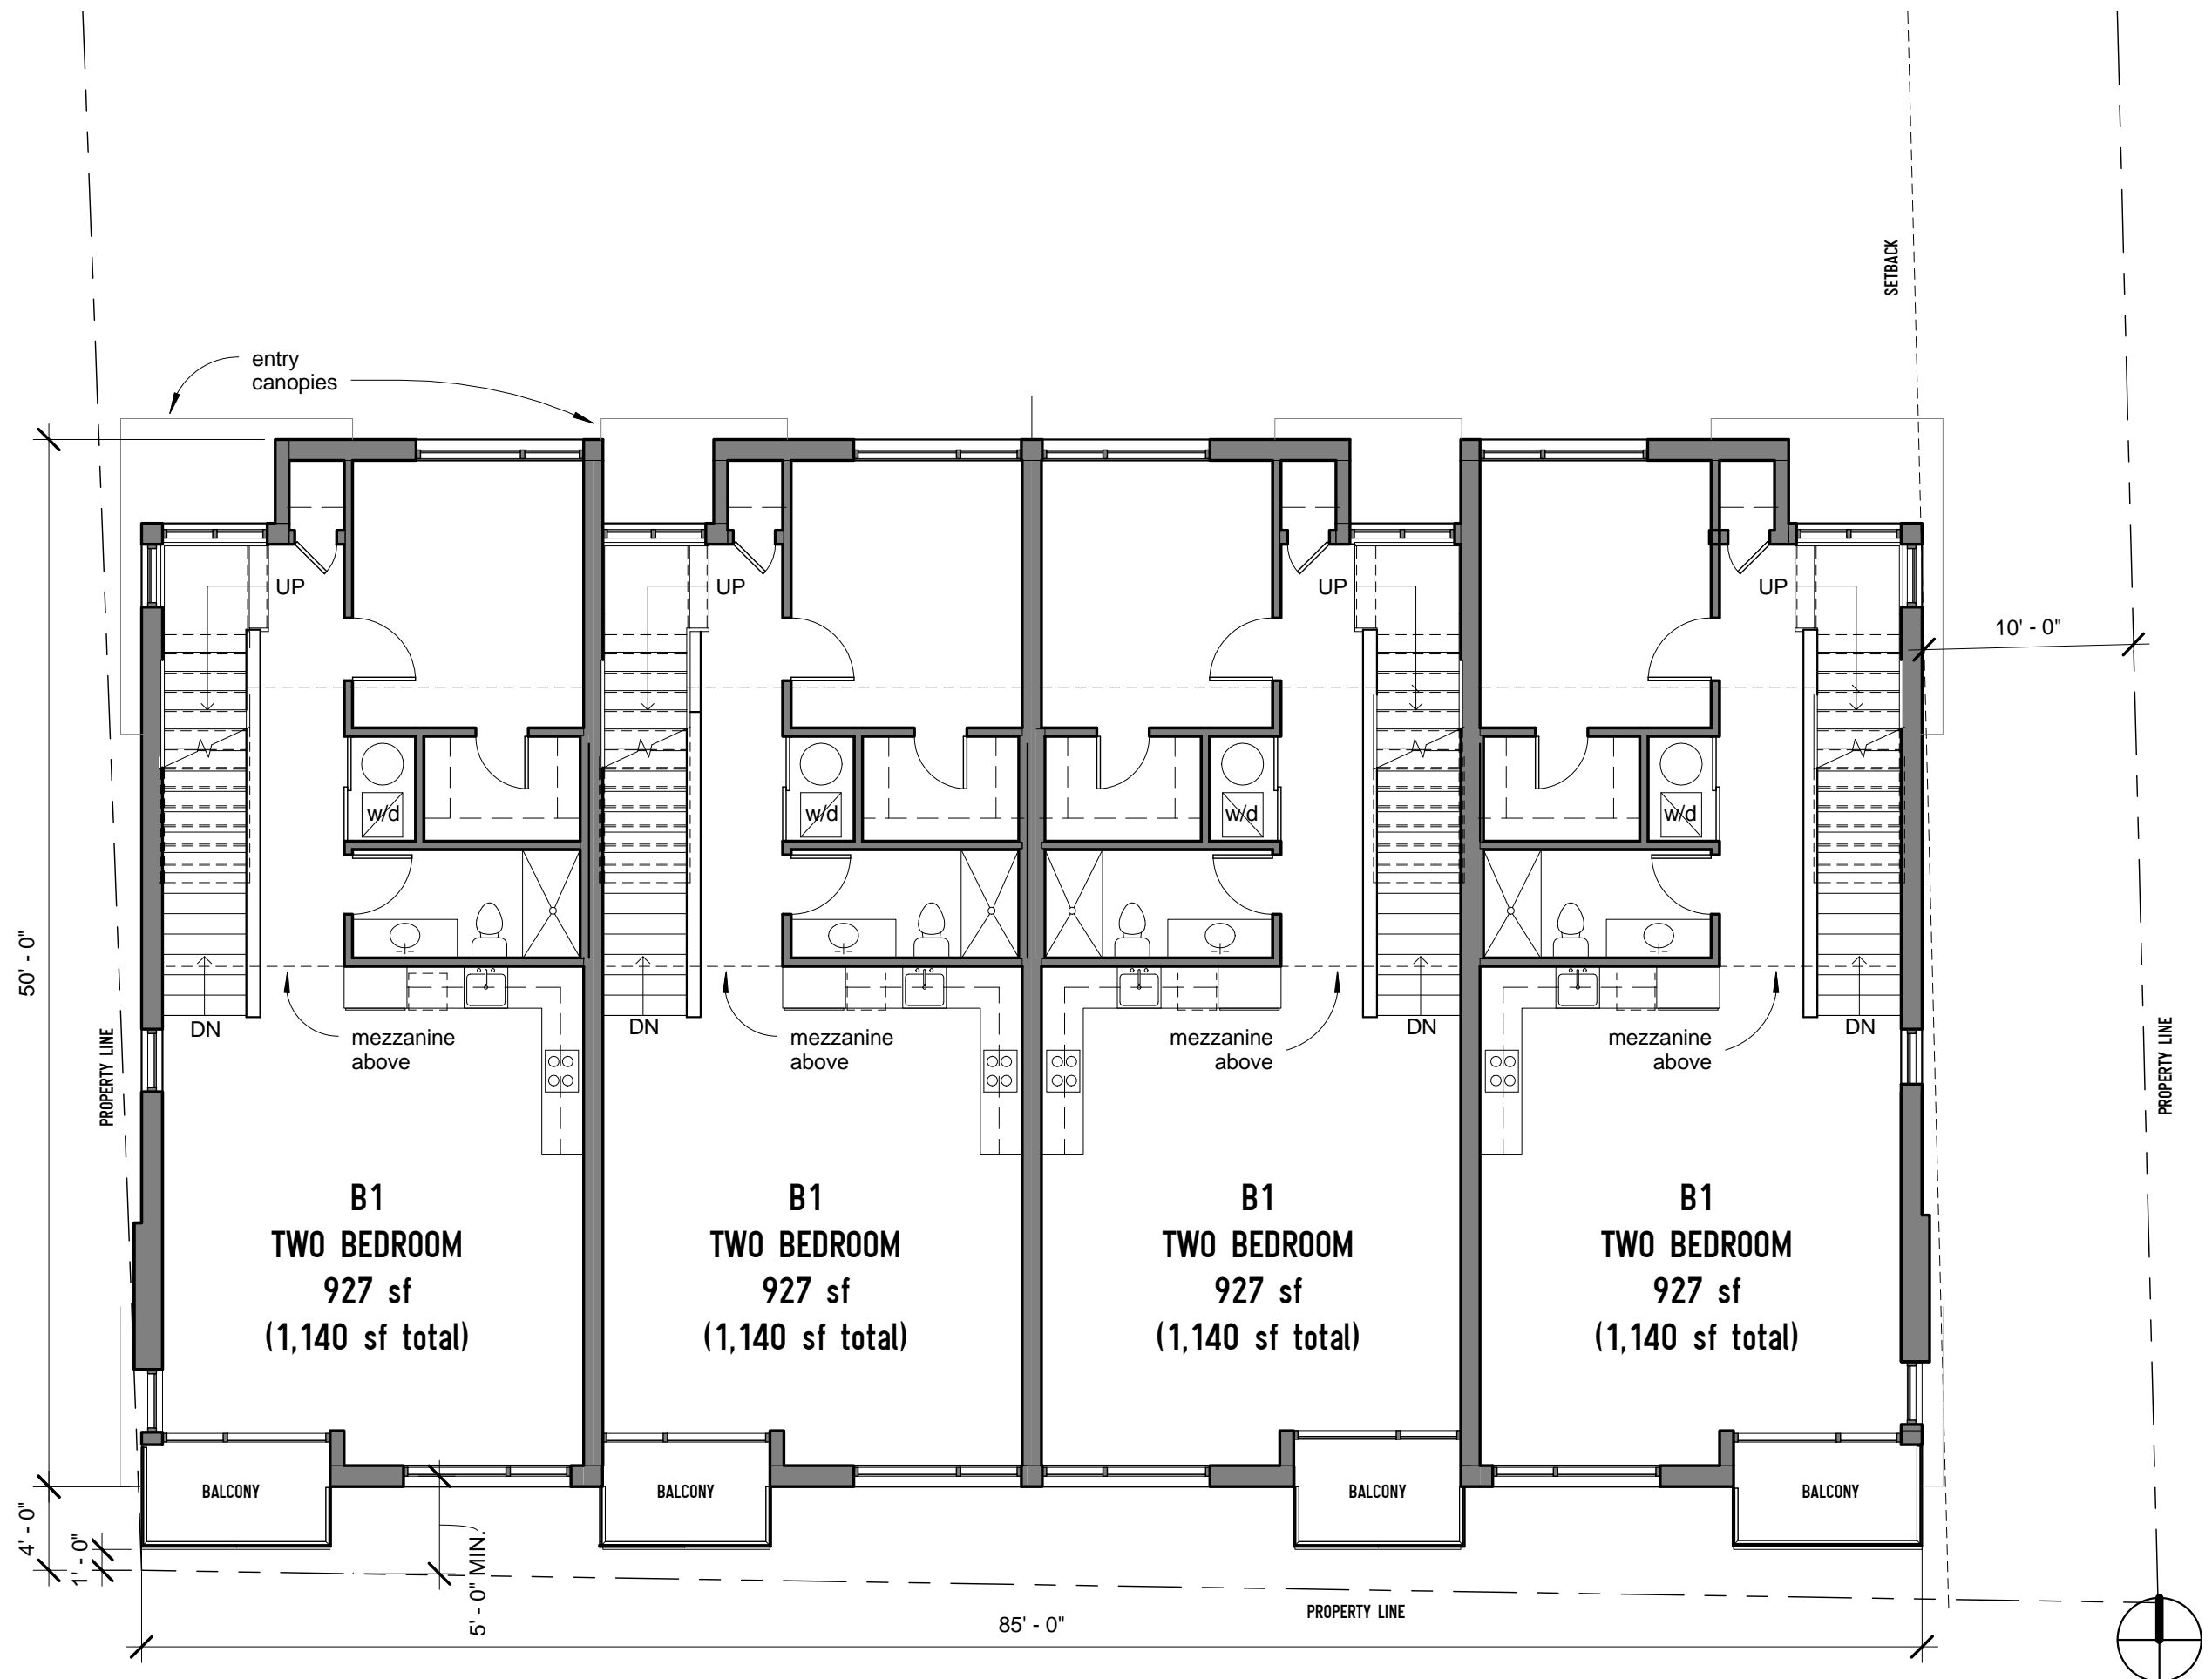 SETBACK
entry
canopies
UP
UP
UP
UP
10' - 0"
w/d
w/d
w/d
w/d
50' - 0"
DN
DN
DN
DN
mezzanine
above
mezzanine
above
mezzanine
above
mezzanine
above
PROPERTY LINE
PROPERTY LINE
B1
TWO BEDROOM
927 sf
(1,140 sf total)
B1
TWO BEDROOM
927 sf
(1,140 sf total)
B1
TWO BEDROOM
927 sf
(1,140 sf total)
B1
TWO BEDROOM
927 sf
(1,140 sf total)
BALCONY
BALCONY
BALCONY
BALCONY
4' - 0"
1' - 0"
5' - 0" MIN.
PROPERTY LINE
85' - 0"